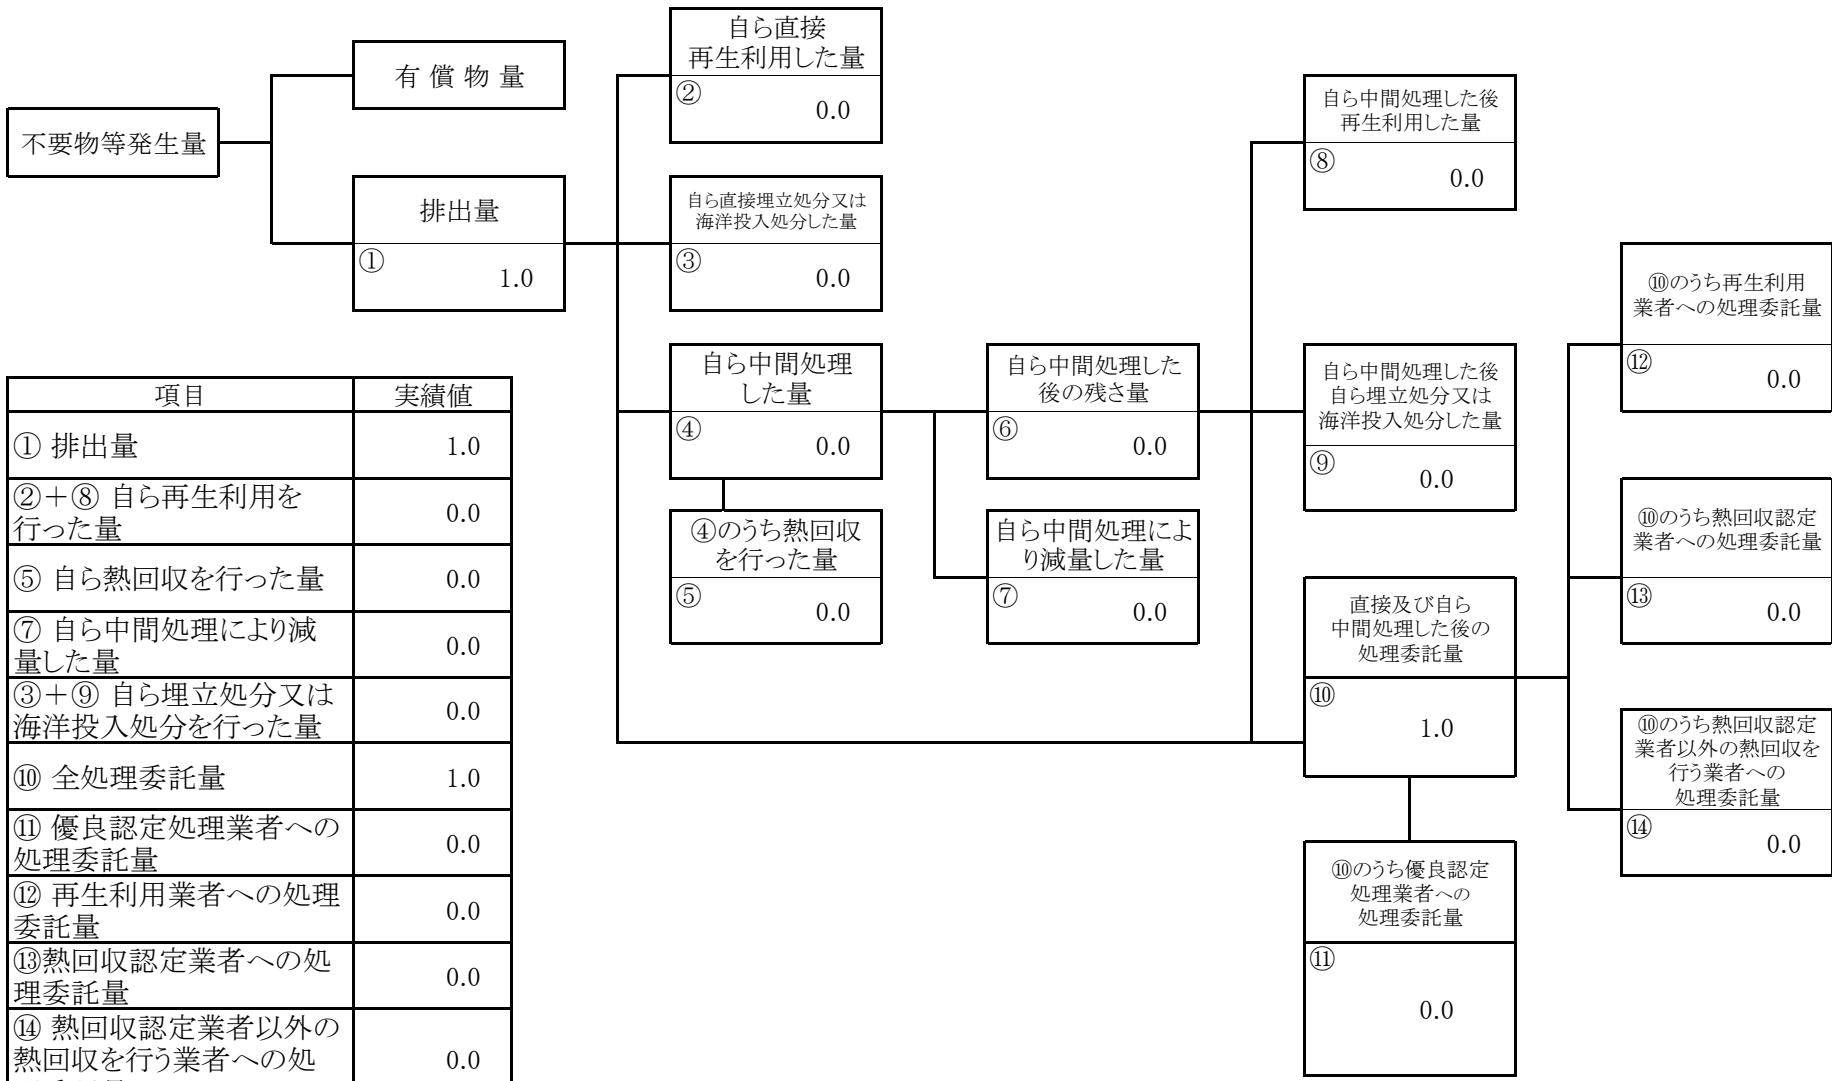 不要物等発生量
有償物量
排出量
①
1.0
自ら直接
再生利用した量
②
0.0
自ら直接埋立処分又は
海洋投入処分した量
③
0.0
自ら中間処理
した量
④
0.0
④のうち熱回収
を行った量
⑤
0.0
自ら中間処理した
後の残さ量
⑥
0.0
自ら中間処理によ
り減量した量
⑦
0.0
自ら中間処理した後
再生利用した量
⑧
0.0
自ら中間処理した後
自ら埋立処分又は
海洋投入処分した量
⑨
0.0
直接及び自ら
中間処理した後の
処理委託量
⑩
1.0
⑩のうち優良認定
処理業者への
処理委託量
⑪
0.0
⑩のうち再生利用
業者への処理委託量
⑫
0.0
⑩のうち熱回収認定
業者への処理委託量
⑬
0.0
⑩のうち熱回収認定
業者以外の熱回収を
行う業者への
処理委託量
⑭
0.0
項目 実績値
① 排出量 1.0
②＋⑧ 自ら再生利用を
行った量 0.0
⑤ 自ら熱回収を行った量 0.0
⑦ 自ら中間処理により減
量した量 0.0
③＋⑨ 自ら埋立処分又は
海洋投入処分を行った量 0.0
⑩ 全処理委託量 1.0
⑪ 優良認定処理業者への
処理委託量 0.0
⑫ 再生利用業者への処理
委託量 0.0
⑬熱回収認定業者への処
理委託量 0.0
⑭ 熱回収認定業者以外の
熱回収を行う業者への処 0.0